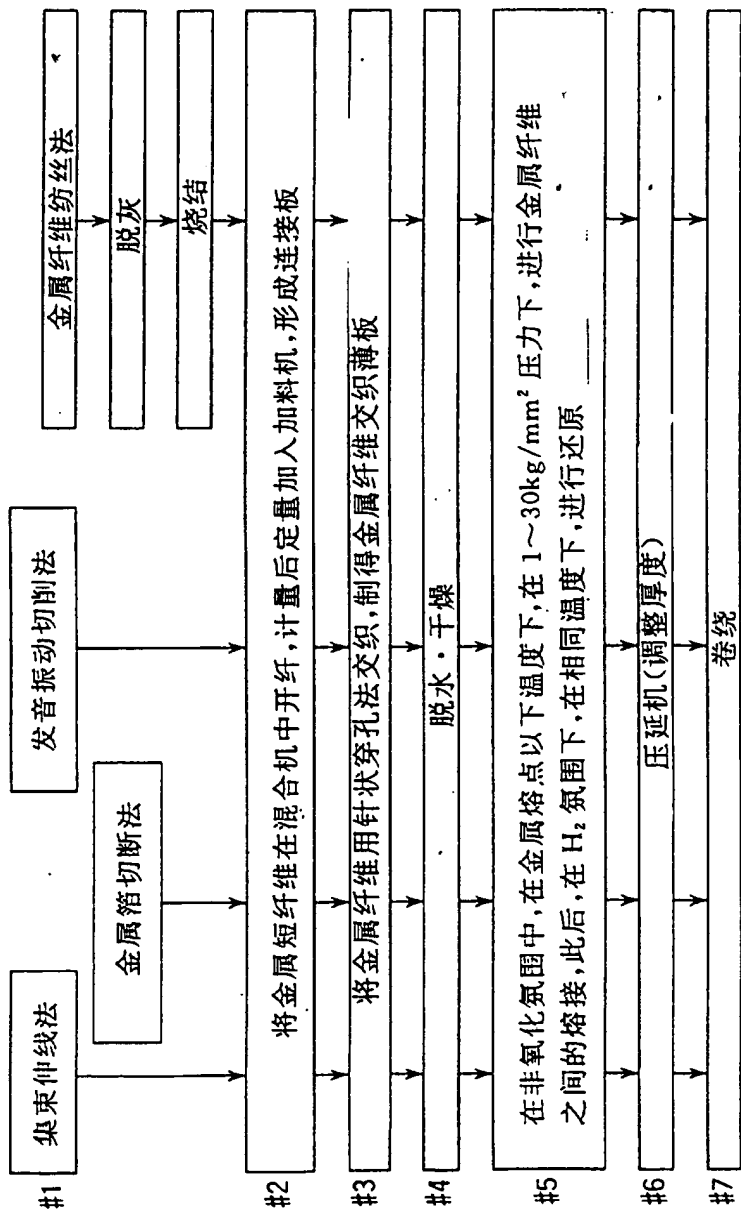 #1
集束伸线法
金属箔切断法
发音振动切削法
金属纤维纺丝法
脱灰
烧结
#2
将金属短纤维在混合机中开纤,计量后定量加入加料机,形成连接板
#3
将金属纤维用针状穿孔法交织,制得金属纤维交织薄板
#4
脱水·干燥
#5
在非氧化氛围中,在金属熔点以下温度下,在1～30kg/mm² 压力下,进行金属纤维
之间的熔接,此后,在 H₂ 氛围下,在相同温度下,进行还原
#6
压延机(调整厚度)
#7
卷绕